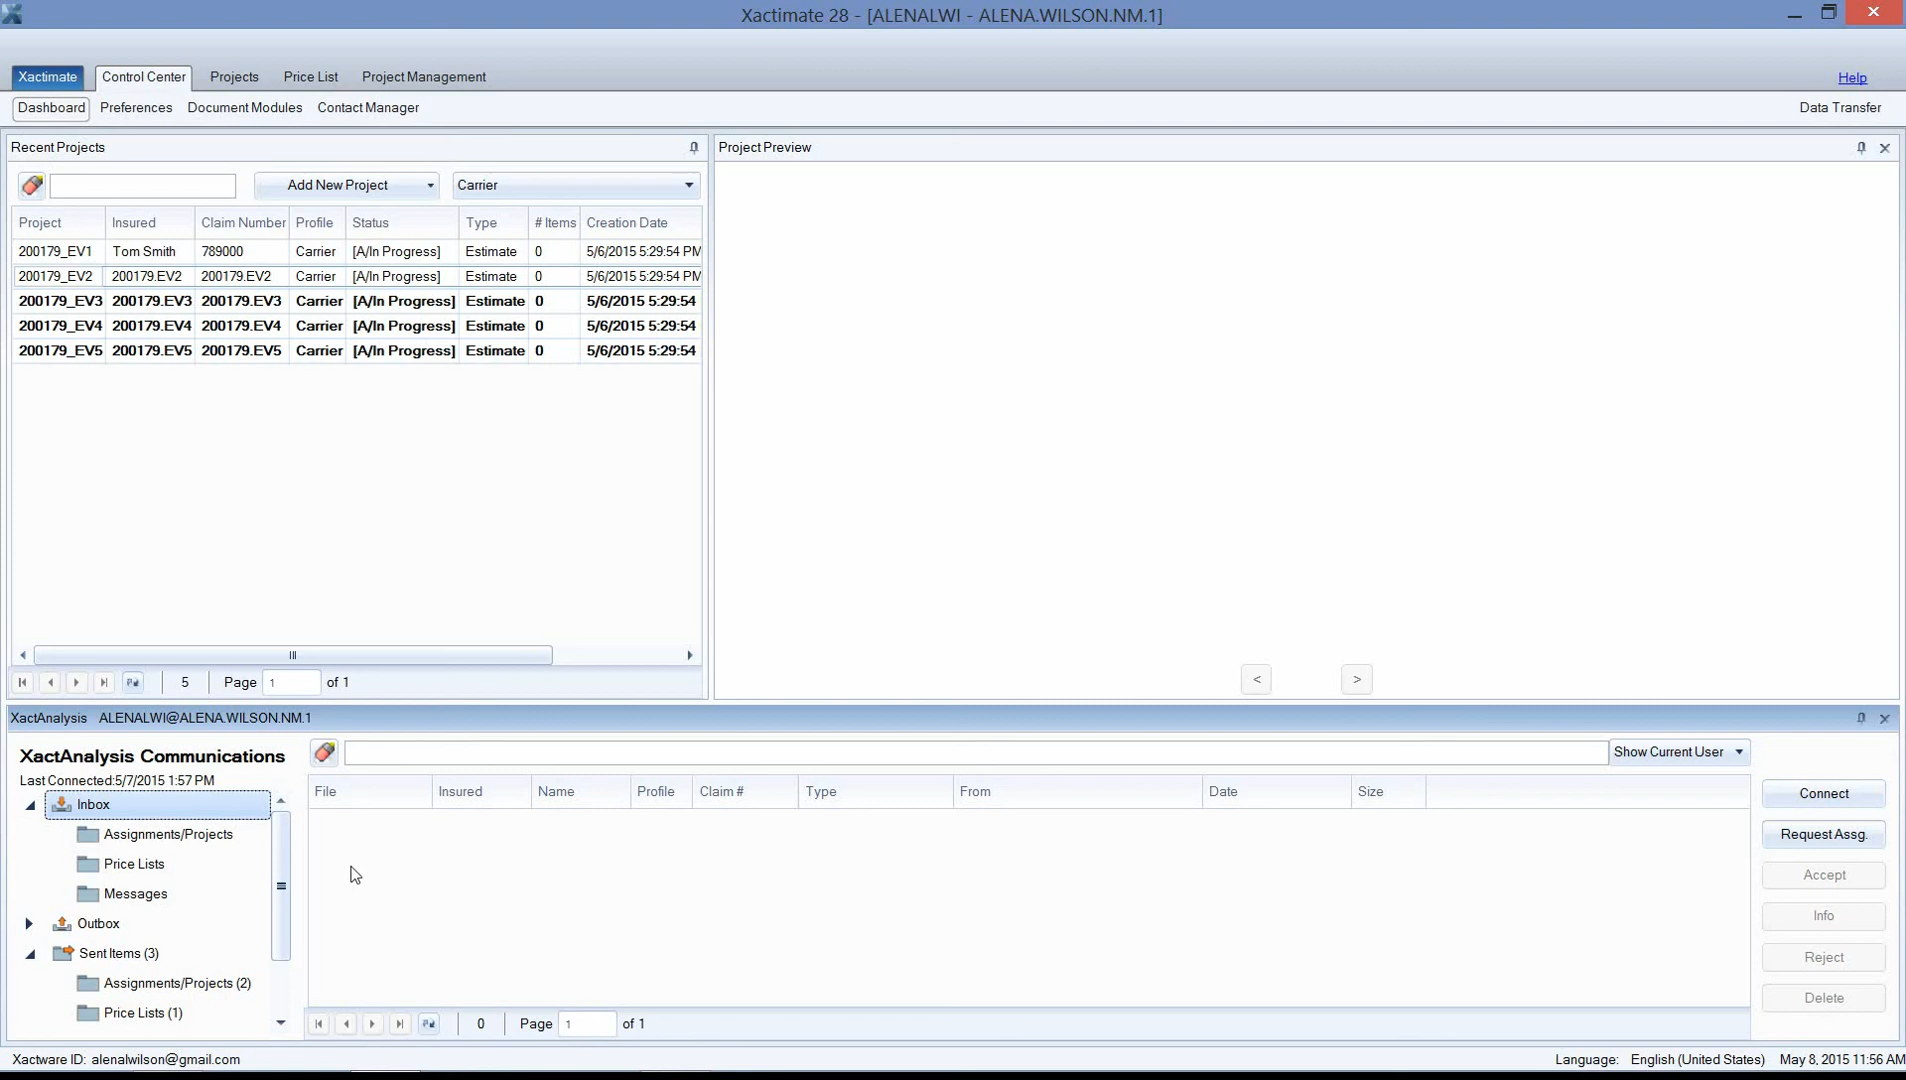 Xactimate 28 - [ALENALWI - ALENA.WILSON.NM.1]
Xactimate Control Center Projects Price List Project Management Help
Dashboard Preferences Document Modules Contact Manager Data Transfer
Recent Projects
Project Preview
Add New Project Carrier
Project Insured Claim Number Profile Status Type # Items Creation Date
200179_EV1 Tom Smith 789000 Carrier [A/In Progress] Estimate 0 5/6/2015 5:29:54 PM
200179_EV2 200179.EV2 200179.EV2 Carrier [A/In Progress] Estimate 0 5/6/2015 5:29:54 PM
200179_EV3 200179.EV3 200179.EV3 Carrier [A/In Progress] Estimate 0 5/6/2015 5:29:54
200179_EV4 200179.EV4 200179.EV4 Carrier [A/In Progress] Estimate 0 5/6/2015 5:29:54
200179_EV5 200179.EV5 200179.EV5 Carrier [A/In Progress] Estimate 0 5/6/2015 5:29:54
5 Page 1 of 1
< >
XactAnalysis ALENALWI@ALENA.WILSON.NM.1
XactAnalysis Communications
Last Connected:5/7/2015 1:57 PM
Inbox
Assignments/Projects
Price Lists
Messages
Outbox
Sent Items (3)
Assignments/Projects (2)
Price Lists (1)
Show Current User
File Insured Name Profile Claim # Type From Date Size
0 Page 1 of 1
Connect
Request Assg.
Accept
Info
Reject
Delete
Xactware ID: alenalwilson@gmail.com Language: English (United States) May 8, 2015 11:56 AM